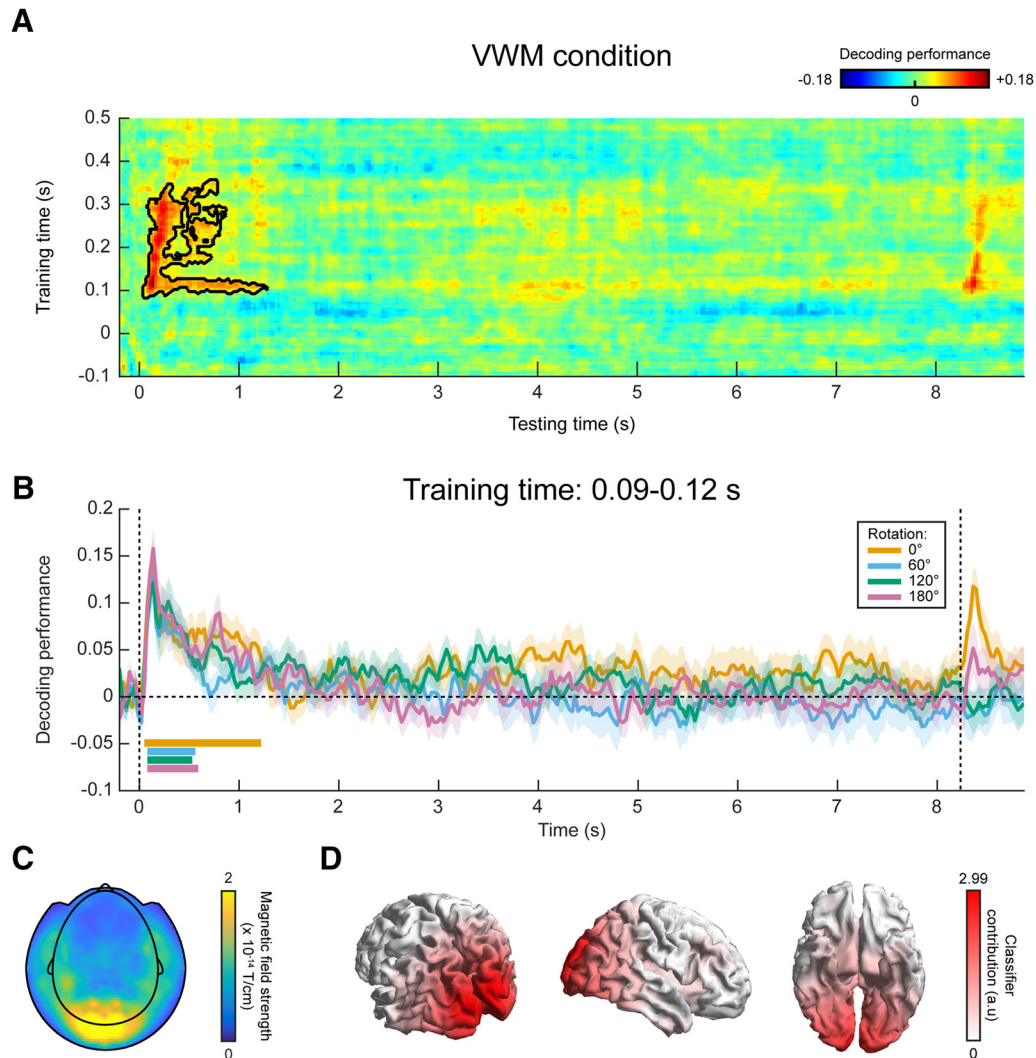 A
VWM condition
Decoding performance
-0.18
+0.18
0
Training time (s)
0.5
0.4
0.3
0.2
0.1
0
-0.1
0
1
2
3
4
5
6
7
8
Testing time (s)
B
Training time: 0.09-0.12 s
Decoding performance
0.2
0.15
0.1
0.05
0
-0.05
-0.1
Rotation:
0°
60°
120°
180°
0
1
2
3
4
5
6
7
8
Time (s)
C
2
Magnetic field strength
(x 10⁻¹⁴ T/cm)
0
D
2.99
Classifier
contribution (a.u)
0